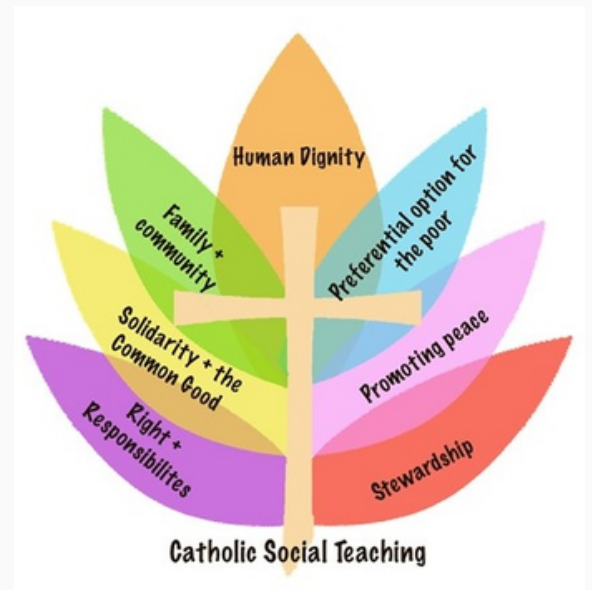 Human Dignity
Family +
community
Preferential option for
the poor
Solidarity + the
Common Good
Promoting peace
Right +
Responsibilites
Stewardship
Catholic Social Teaching